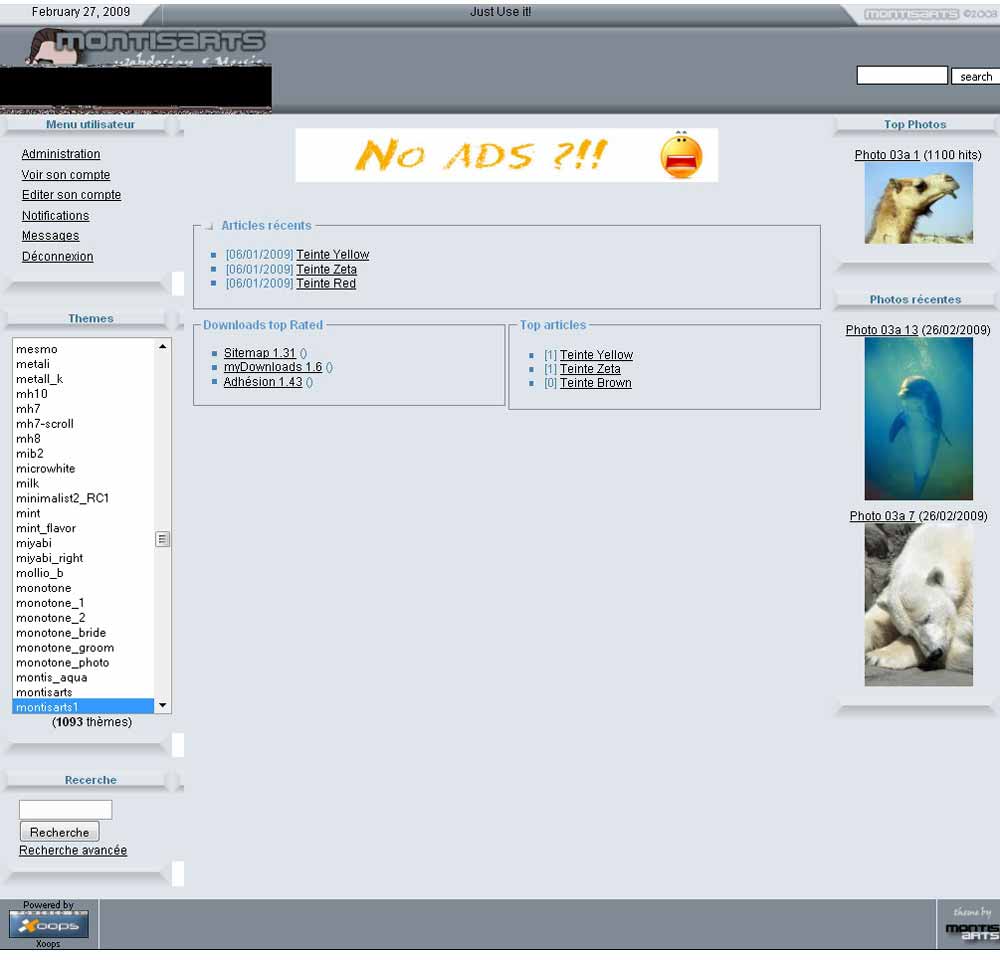 February 27, 2009
Just Use it!
MONTISARTS ©2003
MONTISARTS
Webdesign & Music
search
Menu utilisateur
Administration
Voir son compte
Editer son compte
Notifications
Messages
Déconnexion
Themes
mesmo
metali
metall_k
mh10
mh7
mh7-scroll
mh8
mib2
microwhite
milk
minimalist2_RC1
mint
mint_flavor
miyabi
miyabi_right
mollio_b
monotone
monotone_1
monotone_2
monotone_bride
monotone_groom
monotone_photo
montis_aqua
montisarts
montisarts1
(1093 thèmes)
Recerche
Recherche
Recherche avancée
No ADS ?!!
Articles récents
[06/01/2009] Teinte Yellow
[06/01/2009] Teinte Zeta
[06/01/2009] Teinte Red
Downloads top Rated
Sitemap 1.31 ()
myDownloads 1.6 ()
Adhésion 1.43 ()
Top articles
[1] Teinte Yellow
[1] Teinte Zeta
[0] Teinte Brown
Top Photos
Photo 03a 1 (1100 hits)
Photos récentes
Photo 03a 13 (26/02/2009)
Photo 03a 7 (26/02/2009)
Powered by
POWERED BY
Xoops
Xoops
theme by
MONTIS
ARTS